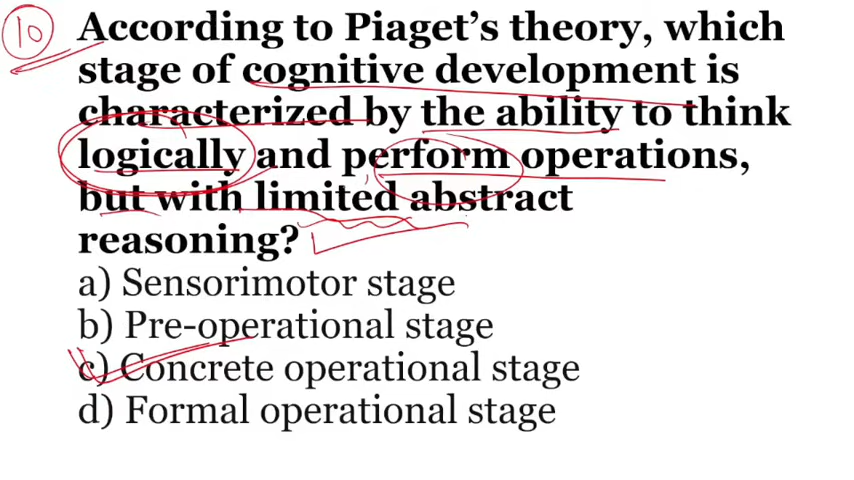 10
According to Piaget's theory, which
stage of cognitive development is
characterized by the ability to think
logically and perform operations,
but with limited abstract
reasoning?
a) Sensorimotor stage
b) Pre-operational stage
c) Concrete operational stage
d) Formal operational stage